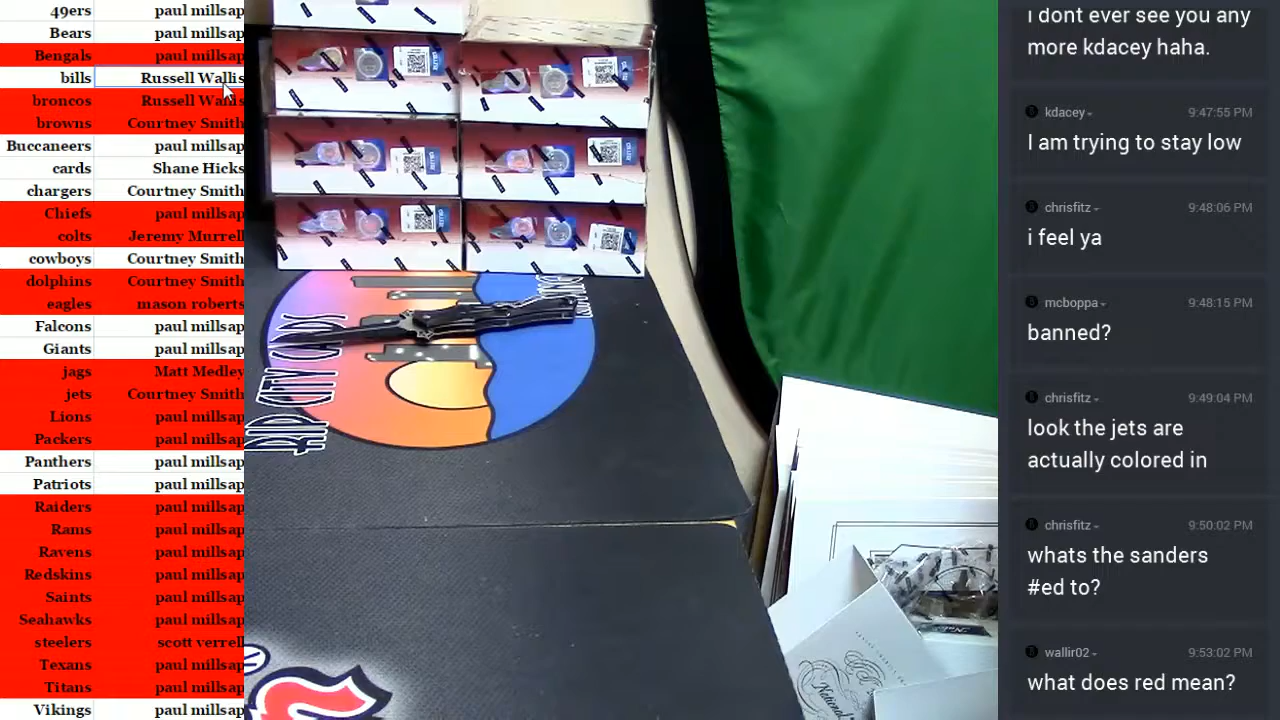 49ers paul millsap
Bears paul millsap
Bengals paul millsap
bills Russell Wallis
broncos Russell Wallis
browns Courtney Smith
Buccaneers paul millsap
cards Shane Hicks
chargers Courtney Smith
Chiefs paul millsap
colts Jeremy Murrell
cowboys Courtney Smith
dolphins Courtney Smith
eagles mason roberts
Falcons paul millsap
Giants paul millsap
jags Matt Medley
jets Courtney Smith
Lions paul millsap
Packers paul millsap
Panthers paul millsap
Patriots paul millsap
Raiders paul millsap
Rams paul millsap
Ravens paul millsap
Redskins paul millsap
Saints paul millsap
Seahawks paul millsap
steelers scott verrell
Texans paul millsap
Titans paul millsap
Vikings paul millsap
RIP CITY CARDS
National
i dont ever see you any
more kdacey haha.
kdacey 9:47:55 PM
I am trying to stay low
chrisfitz 9:48:06 PM
i feel ya
mcboppa 9:48:15 PM
banned?
chrisfitz 9:49:04 PM
look the jets are
actually colored in
chrisfitz 9:50:02 PM
whats the sanders
#ed to?
wallir02 9:53:02 PM
what does red mean?